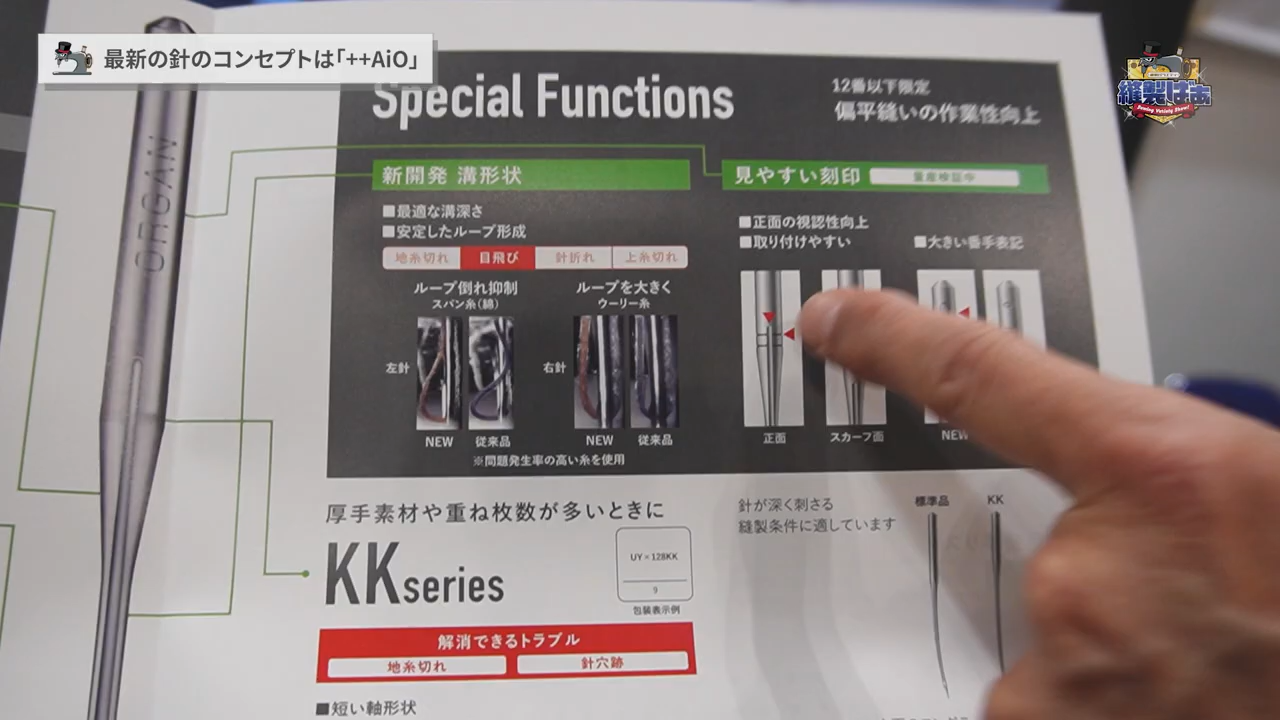 最新の針のコンセプトは「++AiO」
縫製ばあ
Sewing Variety Show!
ORGAN
Special Functions
12番以下限定
偏平縫いの作業性向上
新開発 溝形状
■最適な溝深さ
■安定したループ形成
地糸切れ 目飛び 針折れ 上糸切れ
ループ倒れ抑制
スパン糸(綿)
ループを大きく
ウーリー糸
左針
右針
NEW 従来品 NEW 従来品
※問題発生率の高い糸を使用
見やすい刻印 量産検証中
■正面の視認性向上
■取り付けやすい
■大きい番手表記
正面 スカーフ面 NEW
厚手素材や重ね枚数が多いときに
KKseries
UY×128KK
9
包装表示例
解消できるトラブル
地糸切れ 針穴跡
■短い軸形状
針が深く刺さる
縫製条件に適しています
標準品 KK